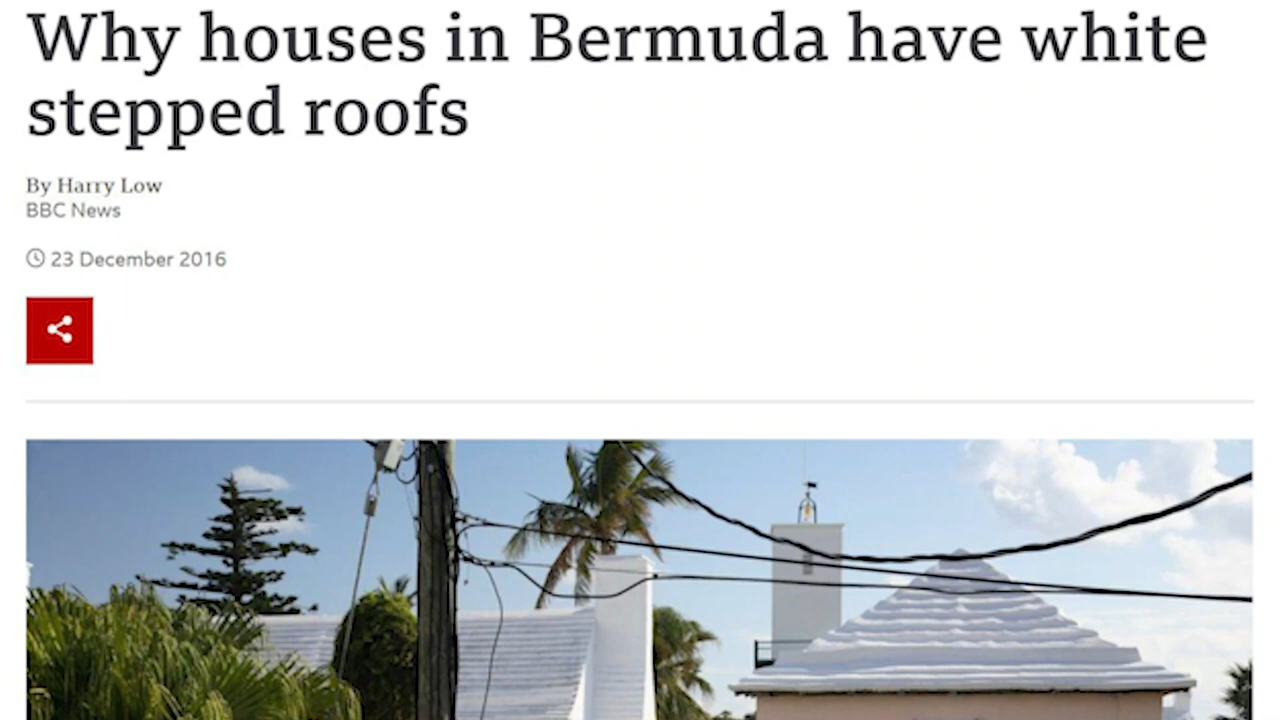 Why houses in Bermuda have white
stepped roofs
By Harry Low
BBC News
23 December 2016